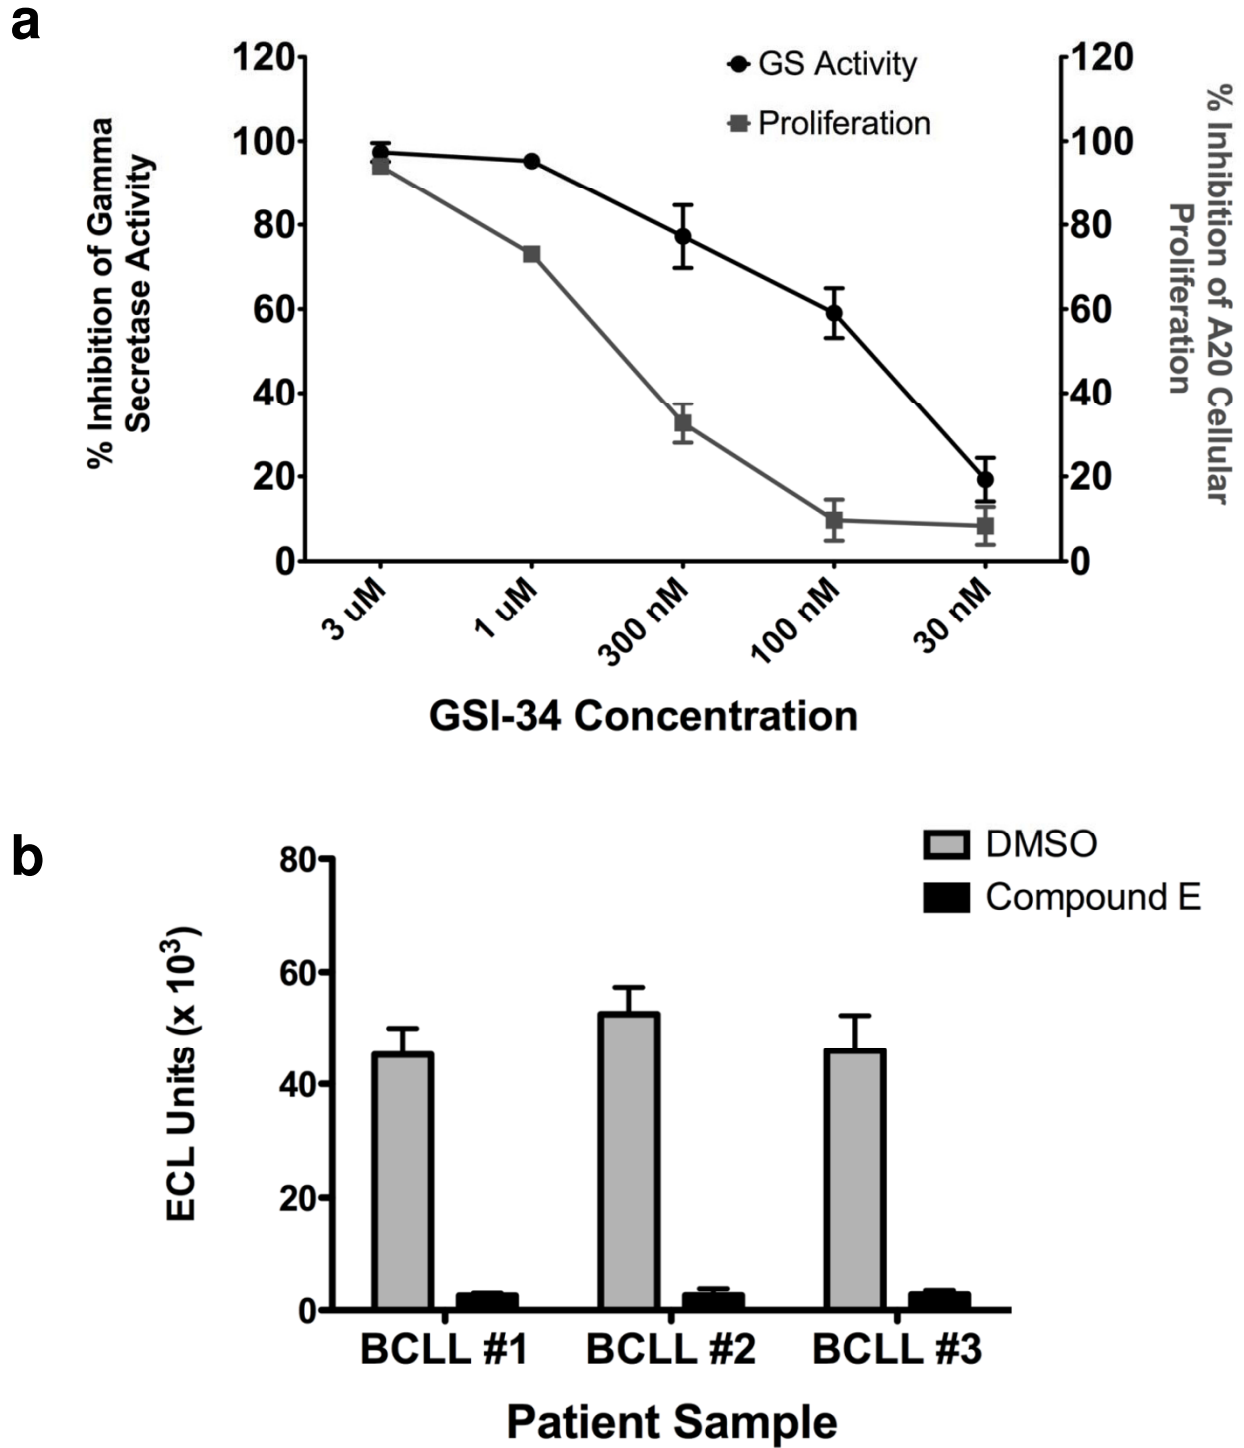 a
120
100
80
60
40
20
0
% Inhibition of Gamma
Secretase Activity
GS Activity
Proliferation
120
100
80
60
40
20
0
% Inhibition of A20 Cellular
Proliferation
3 uM
1 uM
300 nM
100 nM
30 nM
GSI-34 Concentration
b
80
60
40
20
0
ECL Units (x 10³)
DMSO
Compound E
BCLL #1
BCLL #2
BCLL #3
Patient Sample